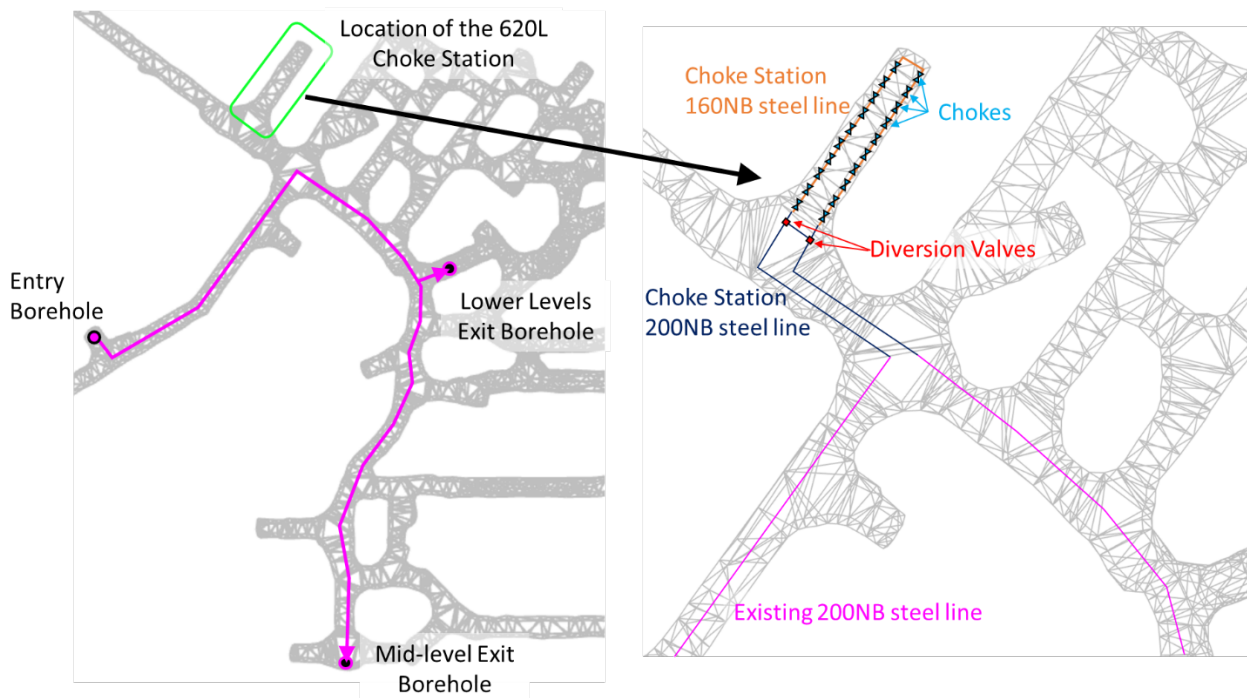 Location of the 620L
Choke Station
Entry
Borehole
Lower Levels
Exit Borehole
Mid-level Exit
Borehole
Choke Station
160NB steel line
Chokes
Diversion Valves
Choke Station
200NB steel line
Existing 200NB steel line